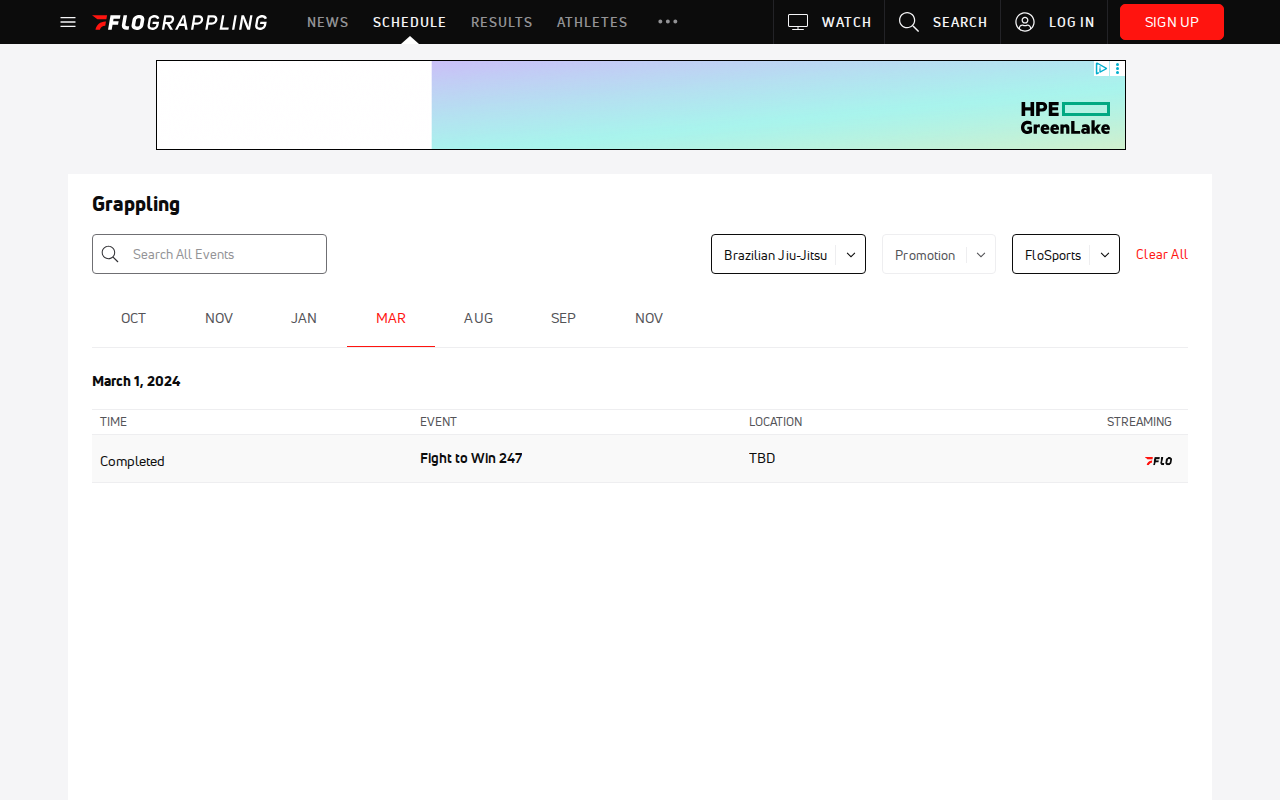 FLOGRAPPLING NEWS SCHEDULE RESULTS ATHLETES WATCH SEARCH LOG IN SIGN UP
HPE
GreenLake
Grappling
Search All Events Brazilian Jiu-Jitsu Promotion FloSports Clear All
OCT NOV JAN MAR AUG SEP NOV
March 1, 2024
TIME EVENT LOCATION STREAMING
Completed Fight to Win 247 TBD FLO